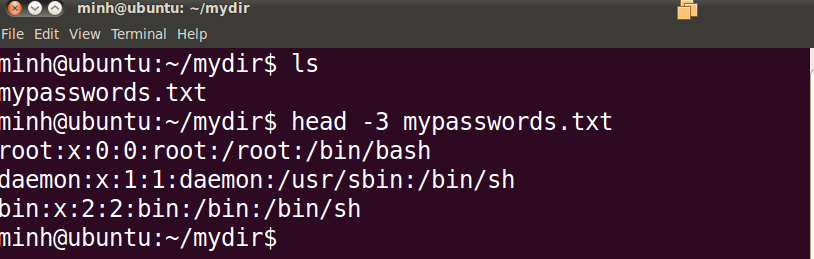 minh@ubuntu: ~/mydir
File Edit View Terminal Help
minh@ubuntu:~/mydir$ ls
mypasswords.txt
minh@ubuntu:~/mydir$ head -3 mypasswords.txt
root:x:0:0:root:/root:/bin/bash
daemon:x:1:1:daemon:/usr/sbin:/bin/sh
bin:x:2:2:bin:/bin:/bin/sh
minh@ubuntu:~/mydir$